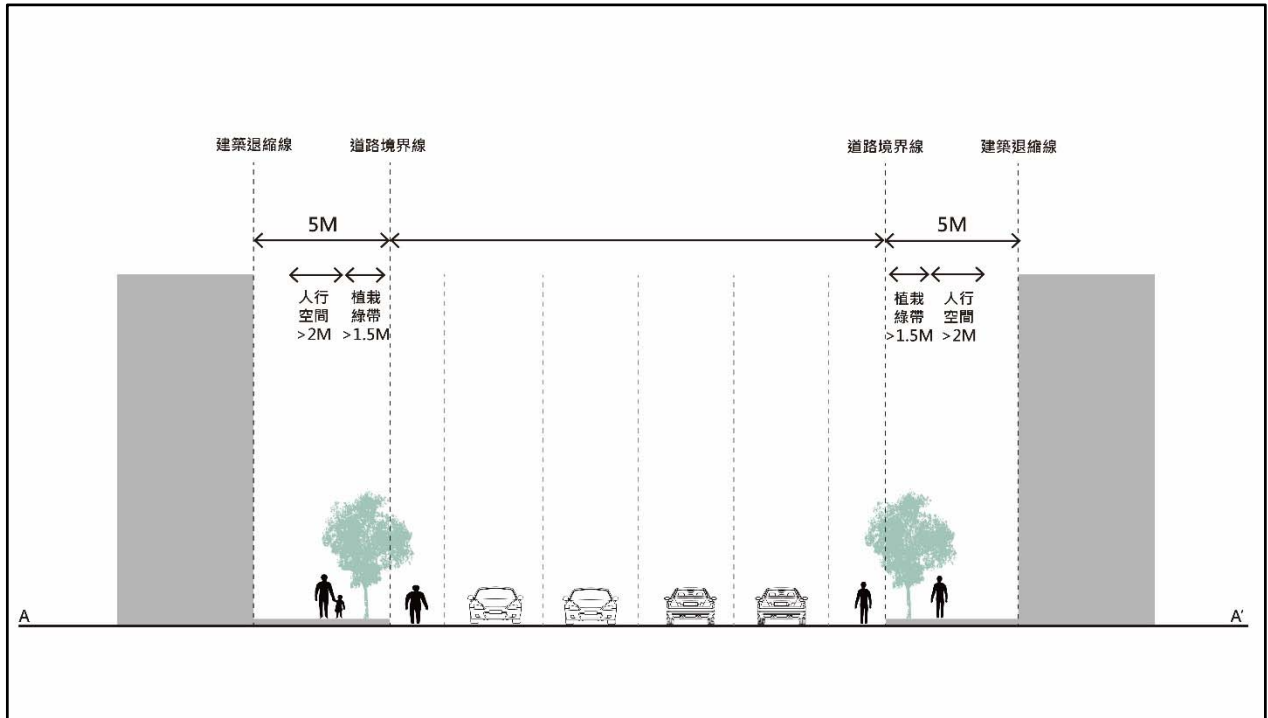 建築退縮線 道路境界線 道路境界線 建築退縮線
5M 5M
人行 植栽 植栽 人行
空間 綠帶 綠帶 空間
>2M >1.5M >1.5M >2M
A A'